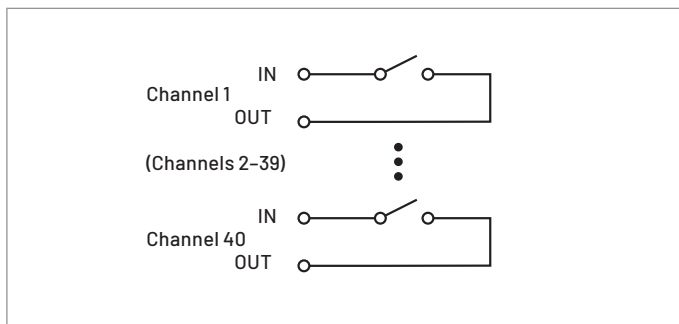 IN
Channel 1
OUT
(Channels 2–39)
IN
Channel 40
OUT